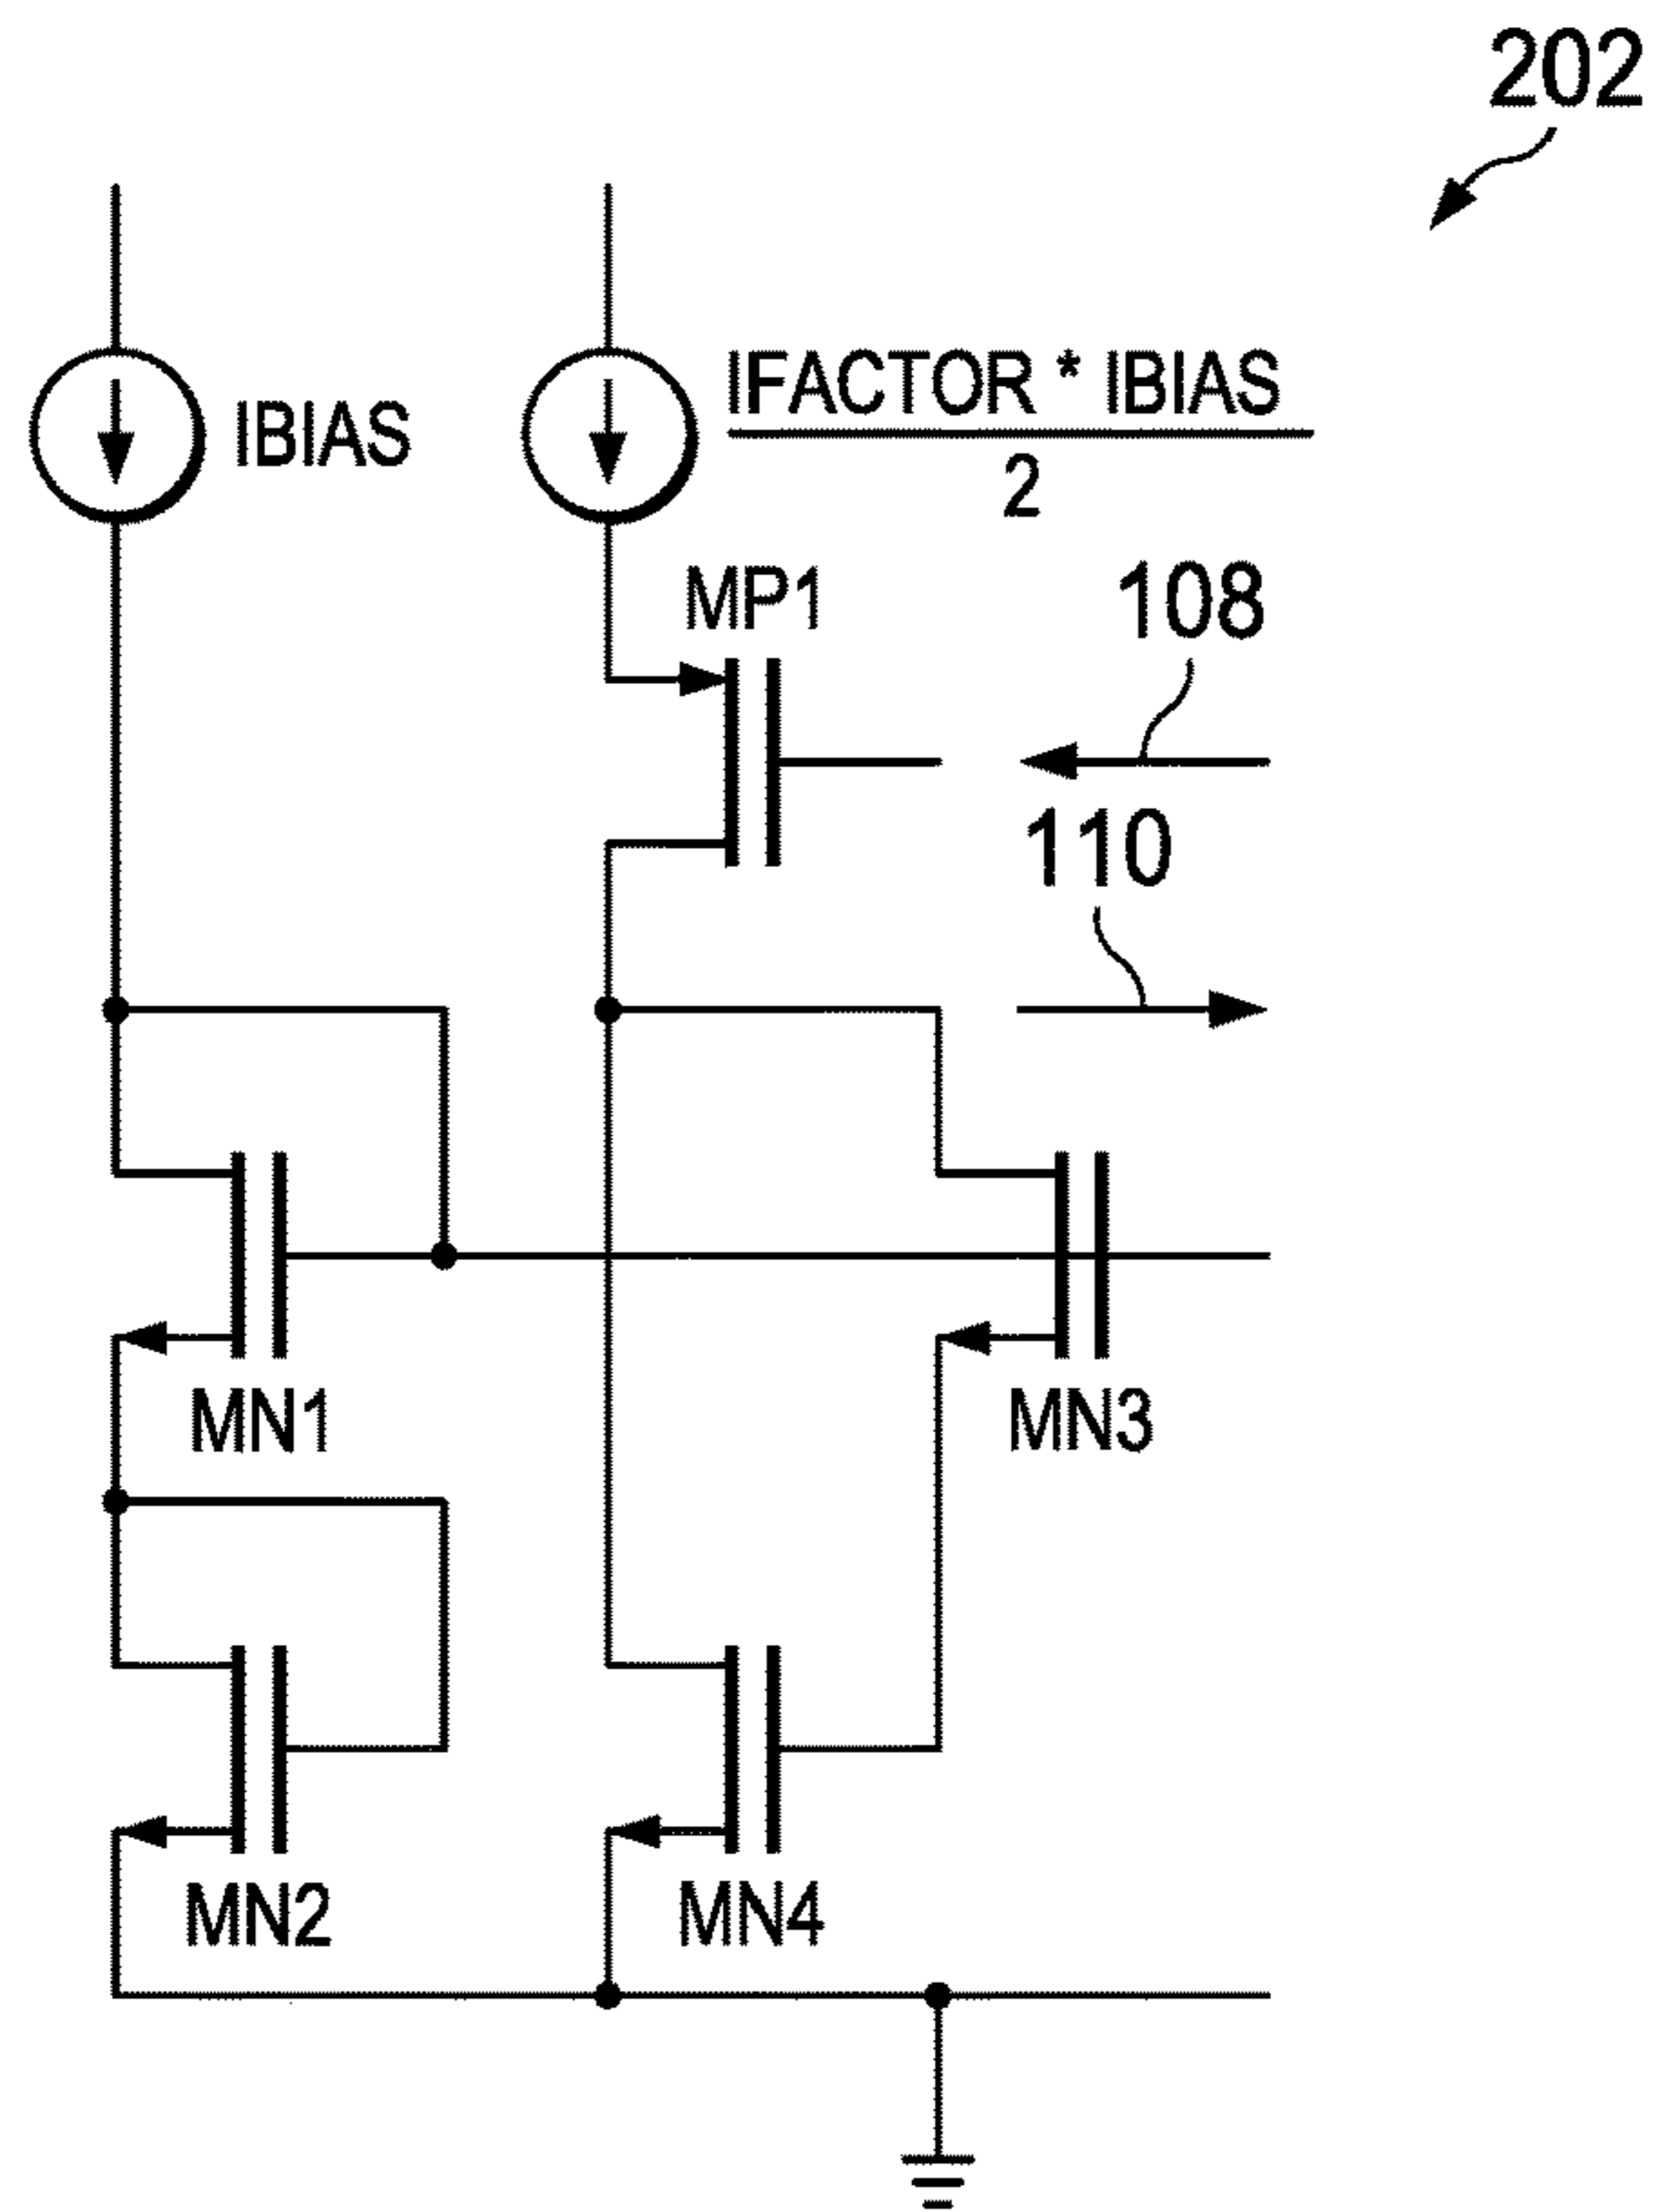 202
IFACTOR * IBIAS
IBIAS
2
MP1
108
110
MN1
MN3
MN2
MN4